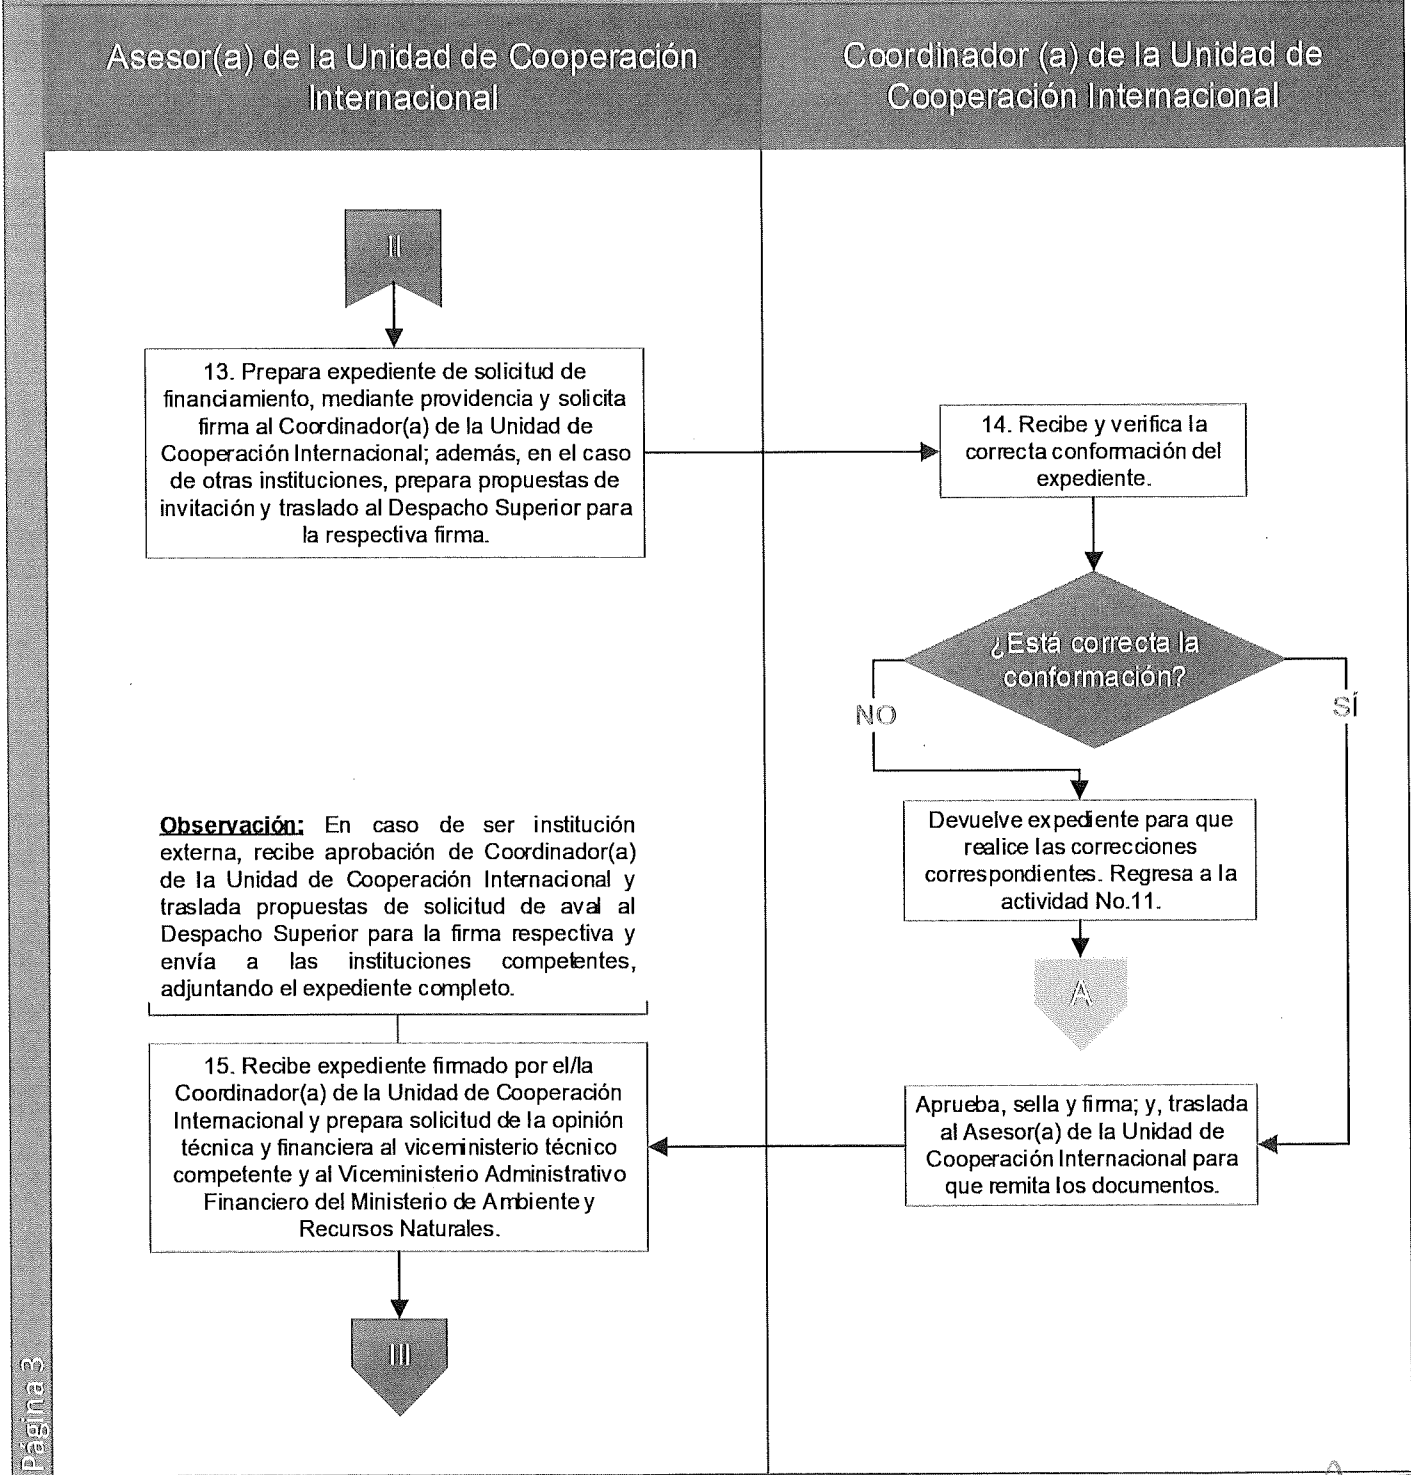 Asesor(a) de la Unidad de Cooperación
Internacional
Coordinador (a) de la Unidad de
Cooperación Internacional
II
13. Prepara expediente de solicitud de
financiamiento, mediante providencia y solicita
firma al Coordinador(a) de la Unidad de
Cooperación Internacional; además, en el caso
de otras instituciones, prepara propuestas de
invitación y traslado al Despacho Superior para
la respectiva firma.
14. Recibe y verifica la
correcta conformación del
expediente.
¿Está correcta la
conformación?
NO
SÍ
Devuelve expediente para que
realice las correcciones
correspondientes. Regresa a la
actividad No.11.
A
Observación: En caso de ser institución
externa, recibe aprobación de Coordinador(a)
de la Unidad de Cooperación Internacional y
traslada propuestas de solicitud de aval al
Despacho Superior para la firma respectiva y
envía a las instituciones competentes,
adjuntando el expediente completo.
Aprueba, sella y firma; y, traslada
al Asesor(a) de la Unidad de
Cooperación Internacional para
que remita los documentos.
15. Recibe expediente firmado por el/la
Coordinador(a) de la Unidad de Cooperación
Internacional y prepara solicitud de la opinión
técnica y financiera al viceministerio técnico
competente y al Viceministerio Administrativo
Financiero del Ministerio de Ambiente y
Recursos Naturales.
III
Página 3